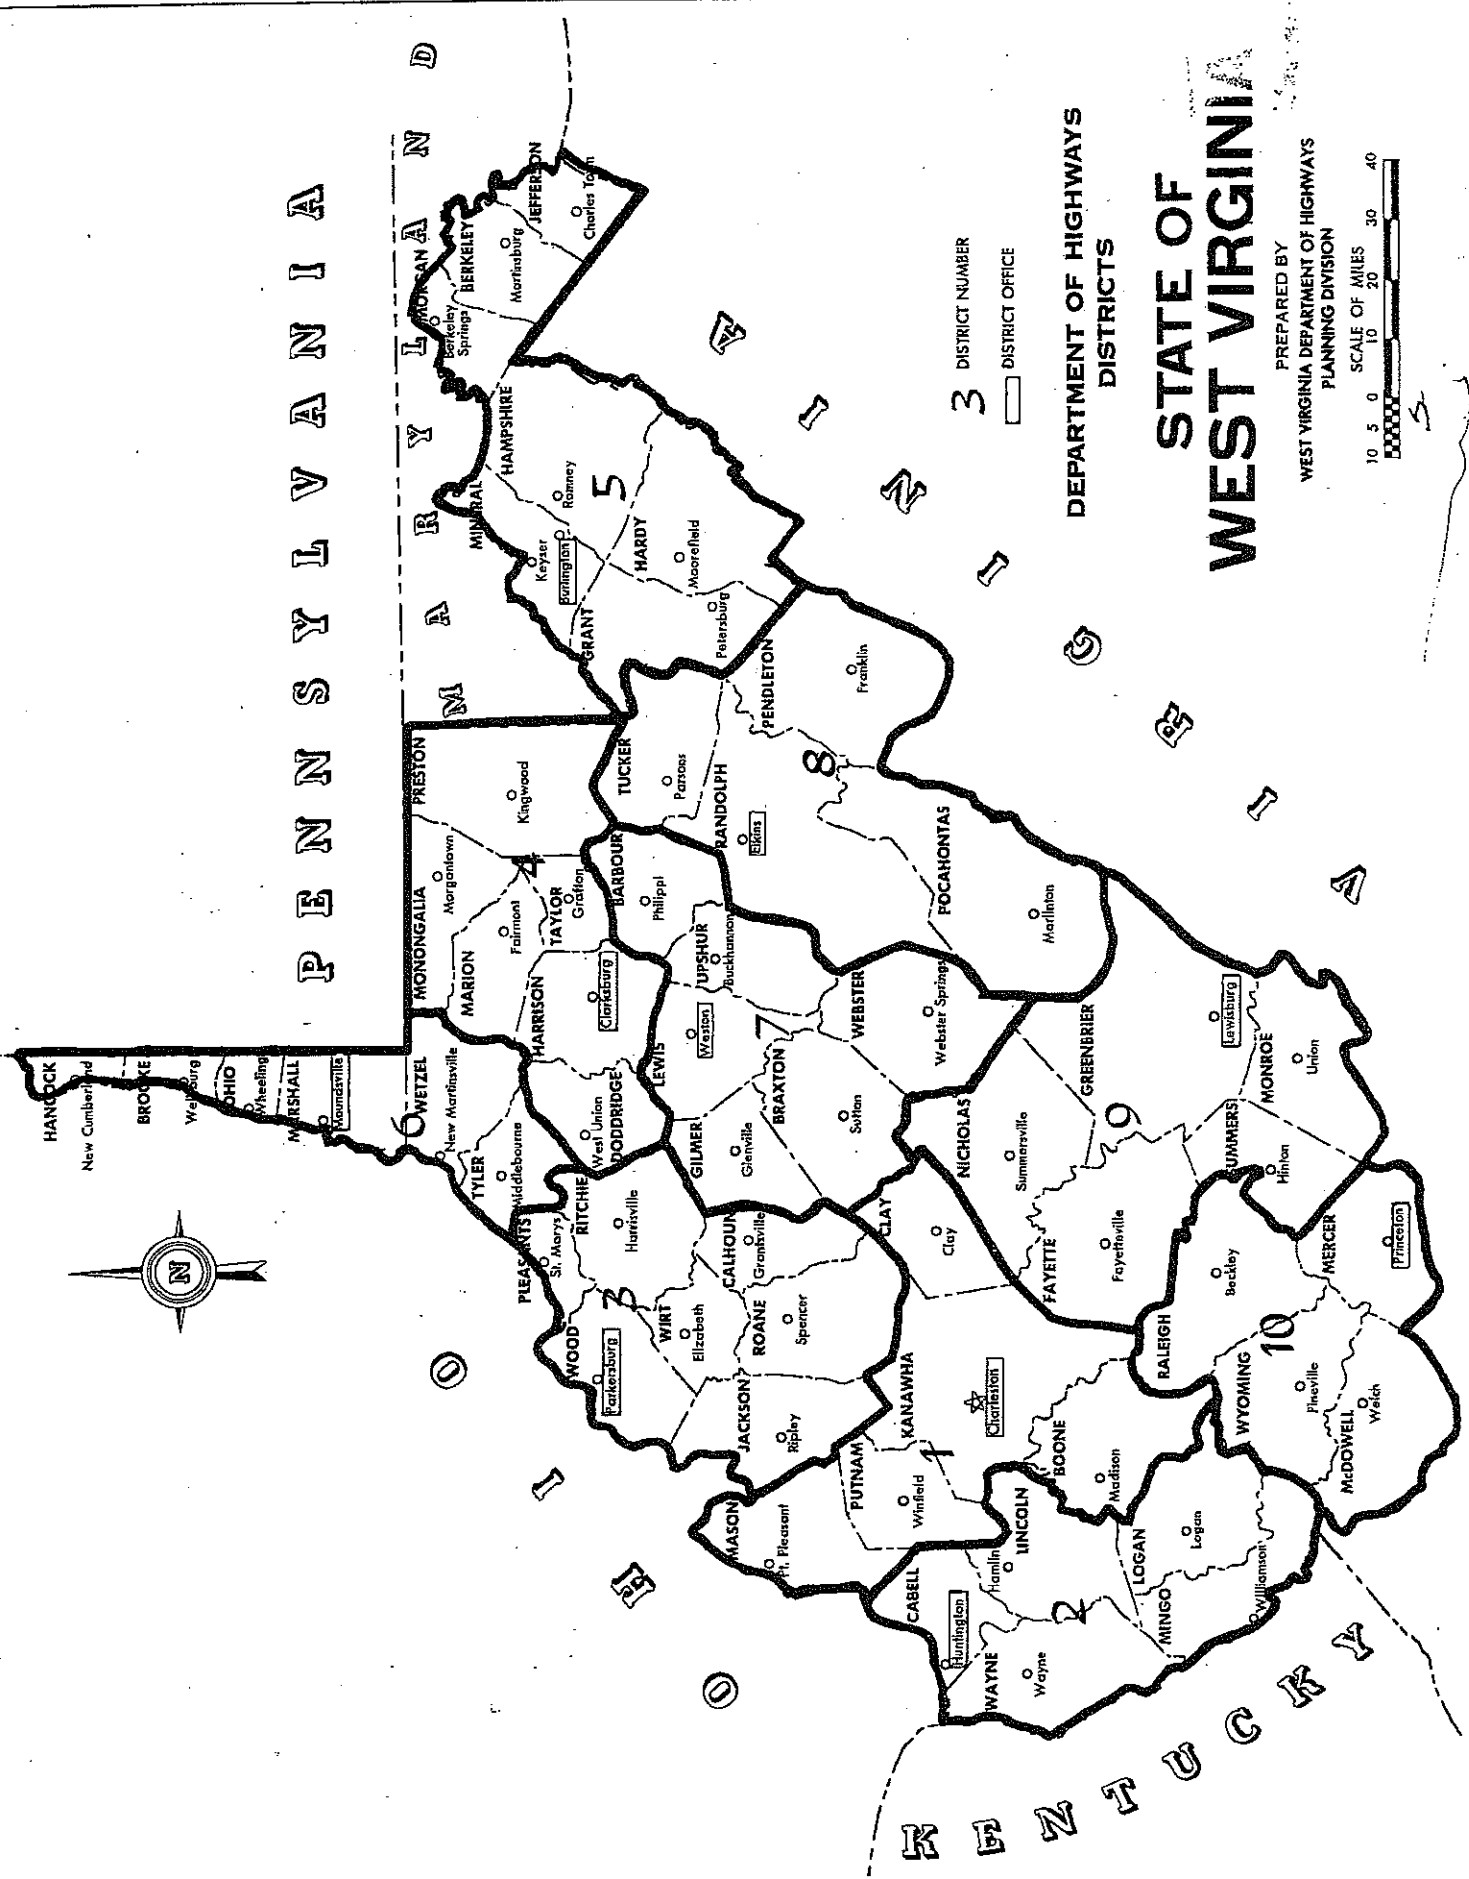 PENNSYLVANIA
MARYLAND
OHIO
KENTUCKY
VIRGINIA
N
HANCOCK
New Cumberland
BROOKE
Wellsburg
OHIO
Wheeling
MARSHALL
Moundsville
6
WETZEL
New Martinsville
TYLER
Middlebourne
PLEASANTS
St. Marys
RITCHIE
Harrisville
WOOD
Parkersburg
3
WIRT
Elizabeth
CALHOUN
Grantsville
ROANE
Spencer
JACKSON
Ripley
MONONGALIA
Morgantown
PRESTON
Kingwood
MARION
Fairmont
4
TAYLOR
Grafton
HARRISON
Clarksburg
DODDRIDGE
West Union
MORGAN
Berkeley
Springs
BERKELEY
Martinsburg
JEFFERSON
Charles Town
HAMPSHIRE
Romney
MINERAL
Keyser
Burlington
5
HARDY
Moorefield
GRANT
Petersburg
TUCKER
Parsons
RANDOLPH
Elkins
PENDLETON
Franklin
8
POCAHONTAS
Marlinton
BARBOUR
Philippi
UPSHUR
Buckhannon
LEWIS
Weston
7
GILMER
Glenville
BRAXTON
Sutton
WEBSTER
Webster Springs
NICHOLAS
Summersville
GREENBRIER
Lewisburg
9
FAYETTE
Fayetteville
SUMMERS
Hinton
MONROE
Union
MASON
Pt. Pleasant
PUTNAM
Winfield
1
KANAWHA
Charleston
CLAY
Clay
BOONE
Madison
CABELL
Huntington
LINCOLN
Hamlin
2
WAYNE
Wayne
LOGAN
Logan
MINGO
Williamson
RALEIGH
Beckley
10
WYOMING
Pineville
McDOWELL
Welch
MERCER
Princeton
3 DISTRICT NUMBER
DISTRICT OFFICE
DEPARTMENT OF HIGHWAYS
DISTRICTS
STATE OF
WEST VIRGINIA
PREPARED BY
WEST VIRGINIA DEPARTMENT OF HIGHWAYS
PLANNING DIVISION
SCALE OF MILES
10 5 0 10 20 30 40